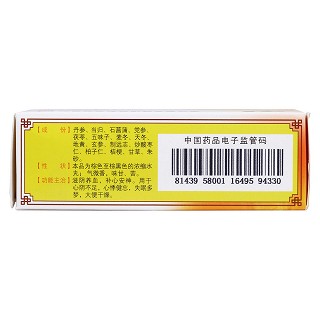 【成 份】
丹参、当归、石菖蒲、党参、
茯苓、五味子、麦冬、天冬、
地黄、玄参、制远志、炒酸枣
仁、柏子仁、桔梗、甘草、朱
砂。
【性 状】
本品为棕色至棕黑色的浓缩水
丸；气微香，味甘、苦。
【功能主治】
滋阴养血，补心安神。用于
心阴不足，心悸健忘，失眠多
梦，大便干燥。
中国药品电子监管码
81439 58001 16495 94330